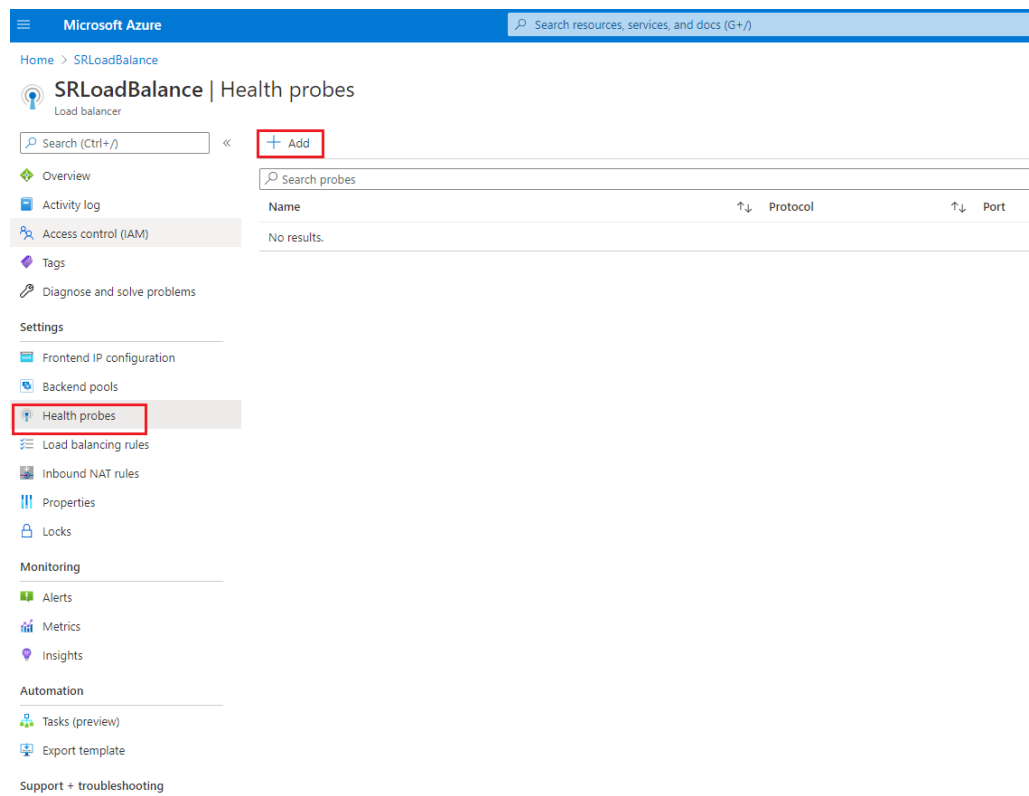 Microsoft Azure
Search resources, services, and docs (G+/)
Home > SRLoadBalance
SRLoadBalance | Health probes
Load balancer
Search (Ctrl+/)
«
Add
Overview
Activity log
Access control (IAM)
Tags
Diagnose and solve problems
Settings
Frontend IP configuration
Backend pools
Health probes
Load balancing rules
Inbound NAT rules
Properties
Locks
Monitoring
Alerts
Metrics
Insights
Automation
Tasks (preview)
Export template
Support + troubleshooting
Search probes
Name ↑↓ Protocol ↑↓ Port
No results.